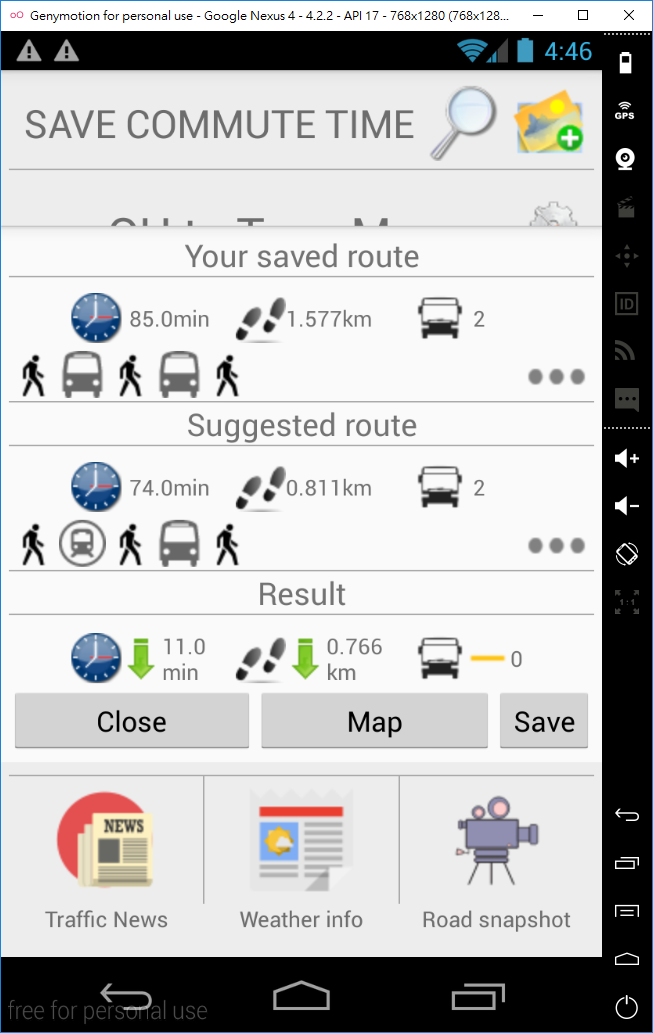 Genymotion for personal use - Google Nexus 4 - 4.2.2 - API 17 - 768x1280 (768x128...
4:46
GPS
SAVE COMMUTE TIME
Your saved route
85.0min 1.577km 2
ID
Suggested route
74.0min 0.811km 2
Result
11.0 min 0.766 km 0
1:1
Close Map Save
NEWS
Traffic News Weather info Road snapshot
free for personal use